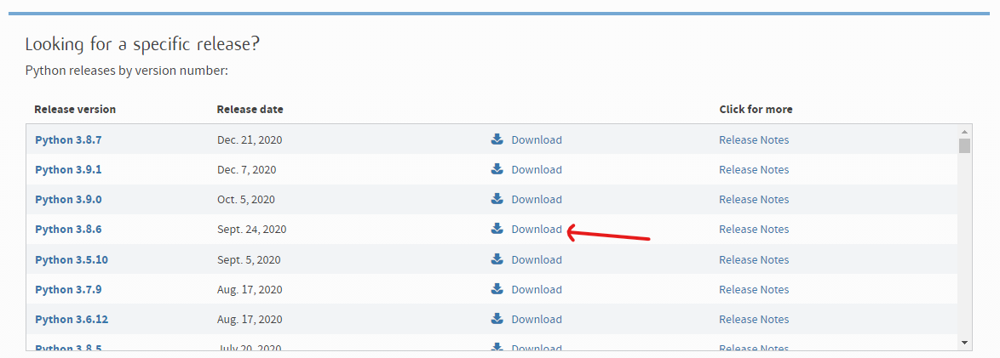 Looking for a specific release?
Python releases by version number:
Release version Release date Click for more
Python 3.8.7 Dec. 21, 2020 Download Release Notes
Python 3.9.1 Dec. 7, 2020 Download Release Notes
Python 3.9.0 Oct. 5, 2020 Download Release Notes
Python 3.8.6 Sept. 24, 2020 Download Release Notes
Python 3.5.10 Sept. 5, 2020 Download Release Notes
Python 3.7.9 Aug. 17, 2020 Download Release Notes
Python 3.6.12 Aug. 17, 2020 Download Release Notes
Python 3.8.5 July 20, 2020 Download Release Notes